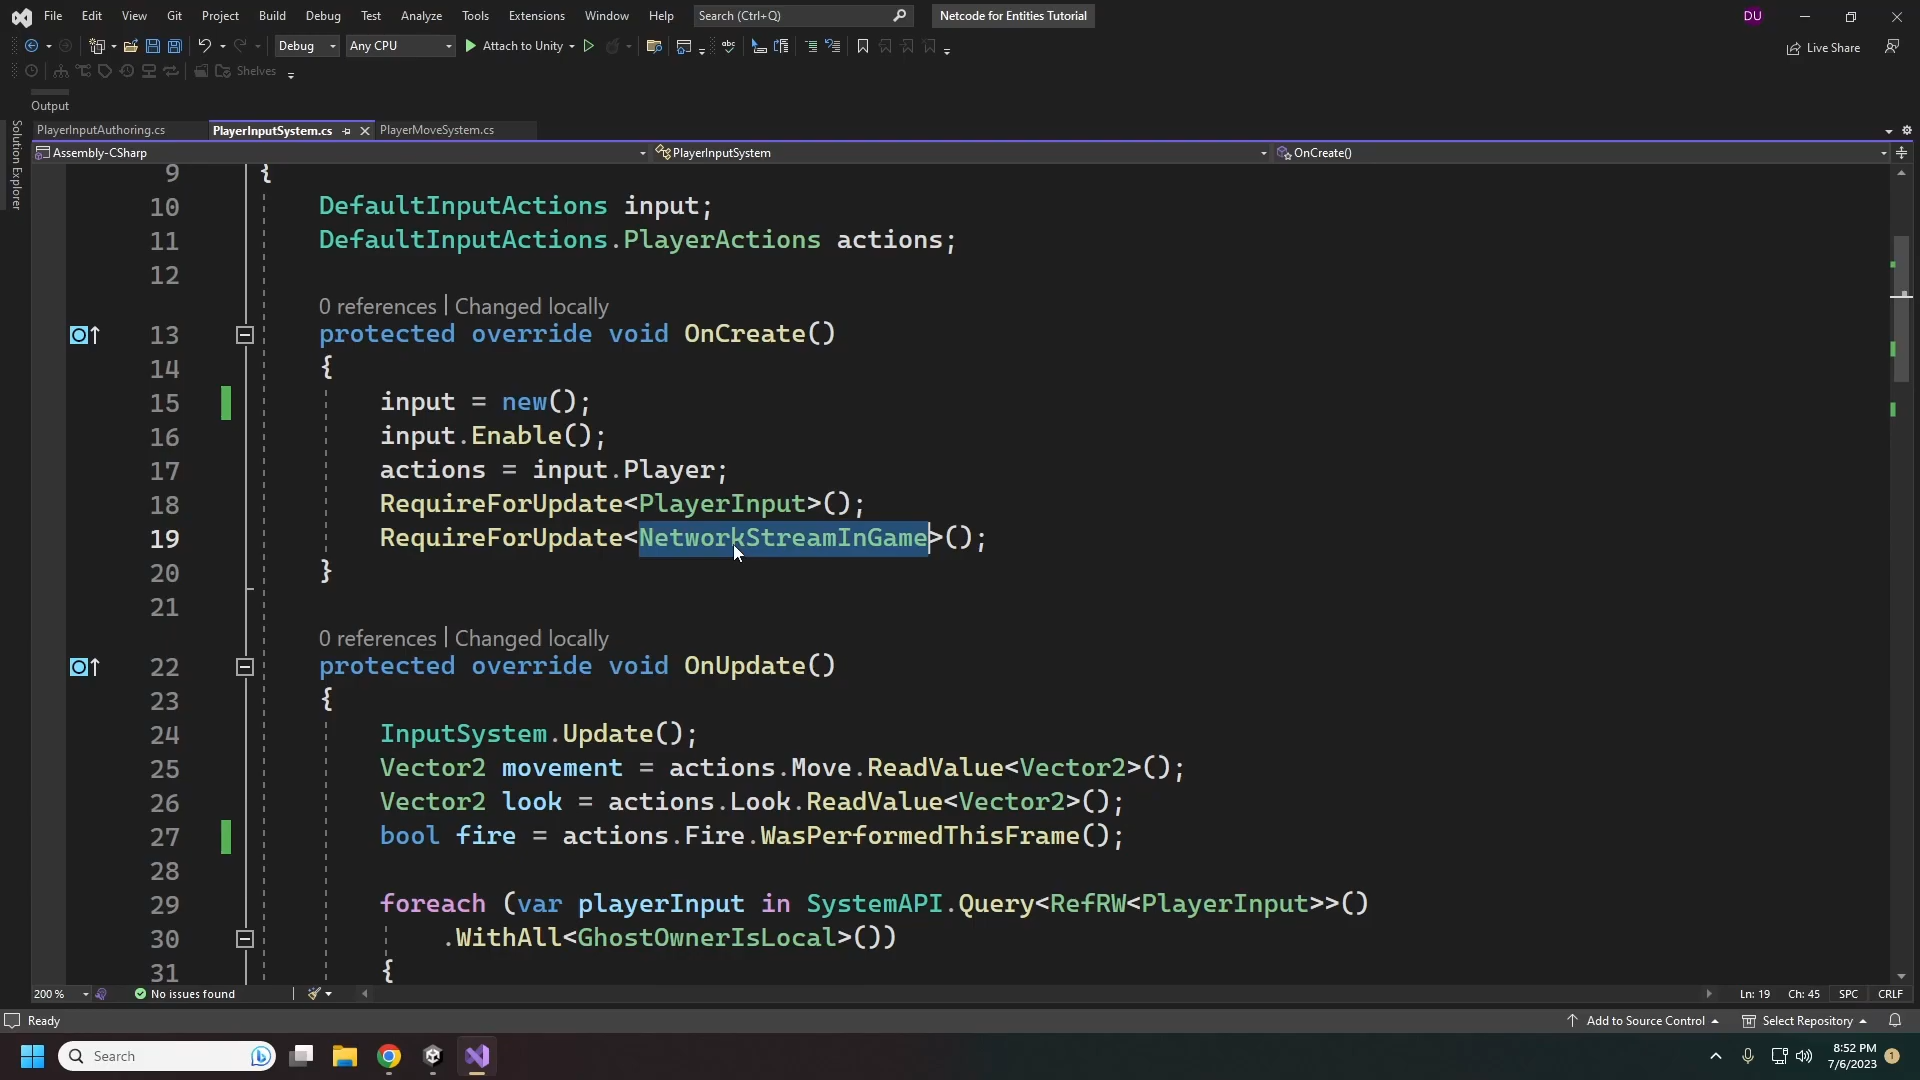 File Edit View Git Project Build Debug Test Analyze Tools Extensions Window Help Search (Ctrl+Q) Netcode for Entities Tutorial DU
Debug Any CPU Attach to Unity abc Live Share
Shelves
Output
Solution Explorer
PlayerInputAuthoring.cs PlayerInputSystem.cs PlayerMoveSystem.cs
Assembly-CSharp PlayerInputSystem OnCreate()
9 {
10 DefaultInputActions input;
11 DefaultInputActions.PlayerActions actions;
12
0 references | Changed locally
13 protected override void OnCreate()
14 {
15 input = new();
16 input.Enable();
17 actions = input.Player;
18 RequireForUpdate<PlayerInput>();
19 RequireForUpdate<NetworkStreamInGame>();
20 }
21
0 references | Changed locally
22 protected override void OnUpdate()
23 {
24 InputSystem.Update();
25 Vector2 movement = actions.Move.ReadValue<Vector2>();
26 Vector2 look = actions.Look.ReadValue<Vector2>();
27 bool fire = actions.Fire.WasPerformedThisFrame();
28
29 foreach (var playerInput in SystemAPI.Query<RefRW<PlayerInput>>()
30 .WithAll<GhostOwnerIsLocal>())
31 {
200 % No issues found Ln: 19 Ch: 45 SPC CRLF
Ready Add to Source Control Select Repository
Search 8:52 PM
7/6/2023 1